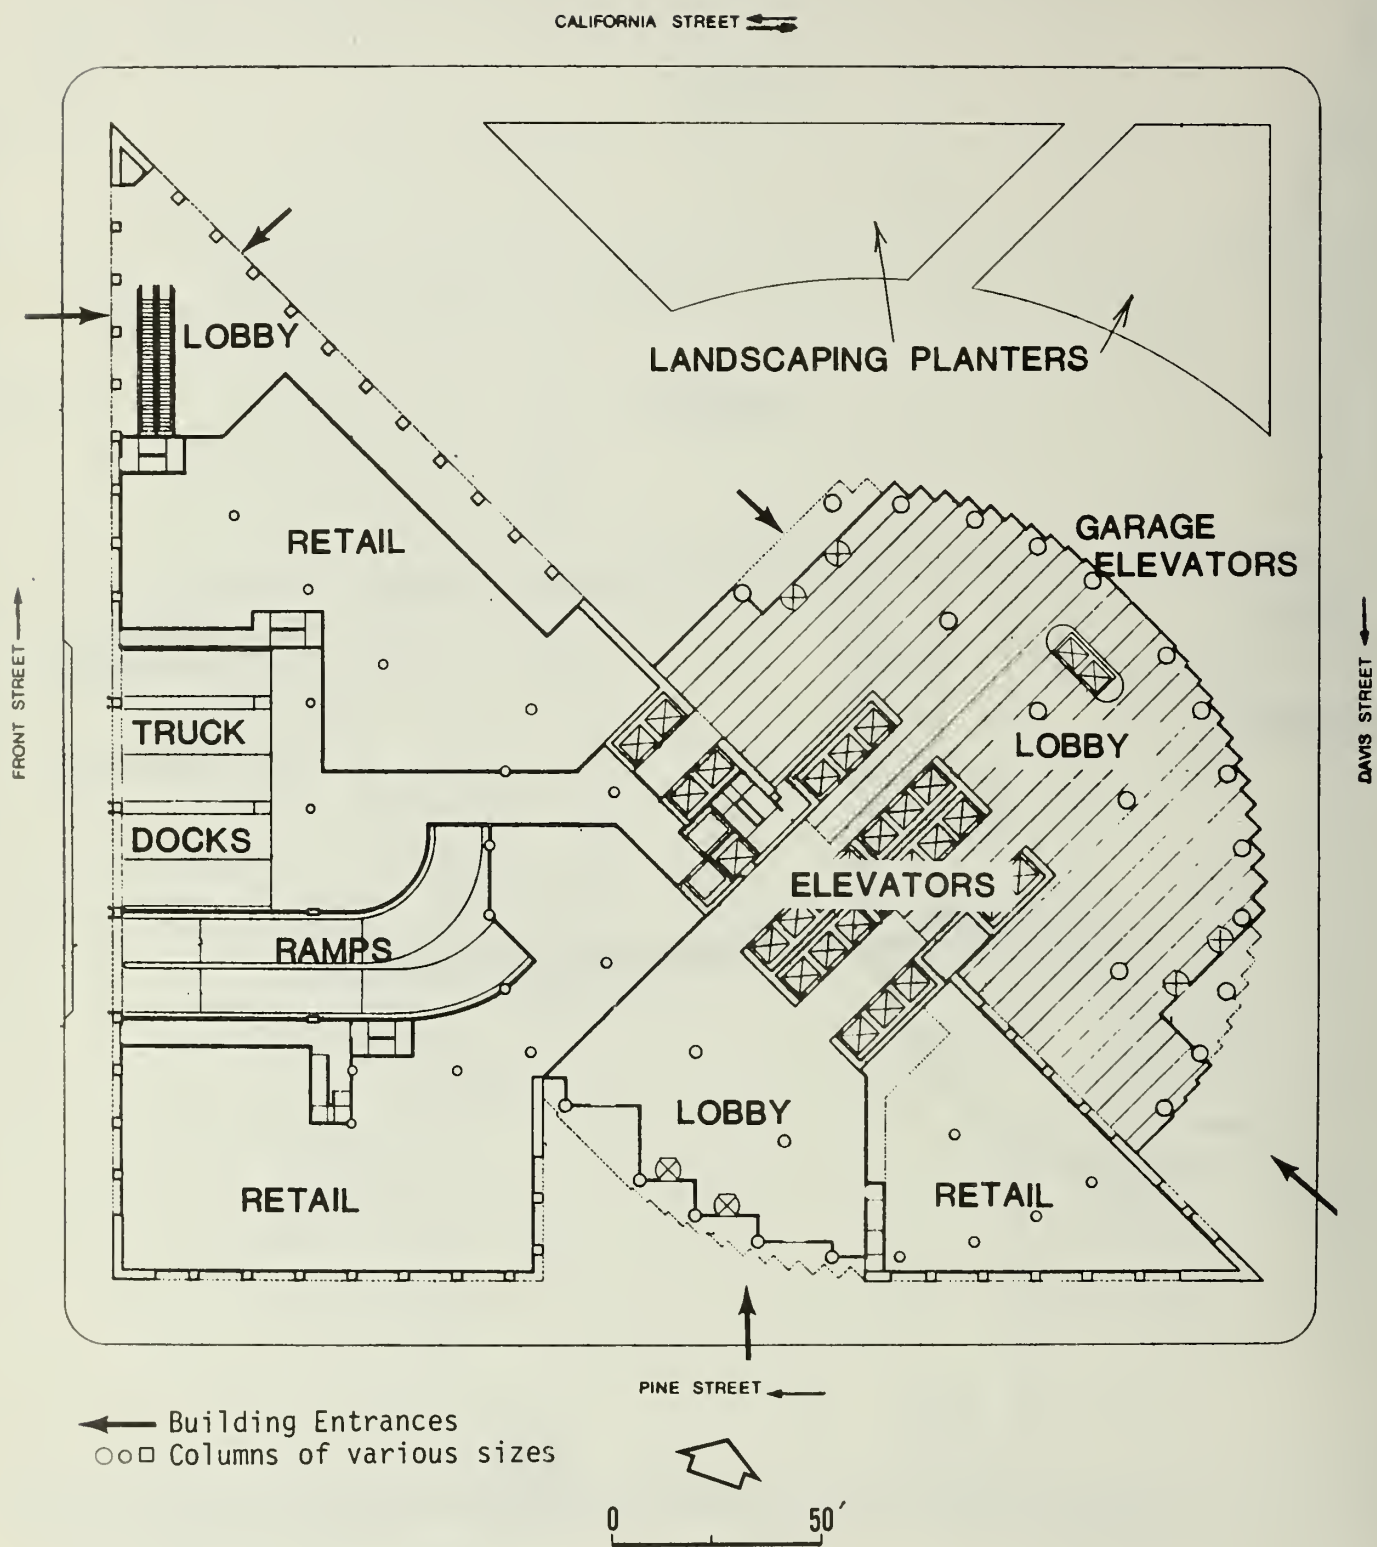 CALIFORNIA STREET
LOBBY
LANDSCAPING PLANTERS
RETAIL
GARAGE
ELEVATORS
FRONT STREET
TRUCK
DOCKS
LOBBY
DAVIS STREET
ELEVATORS
RAMPS
LOBBY
RETAIL
RETAIL
PINE STREET
Building Entrances
Columns of various sizes
0 50′